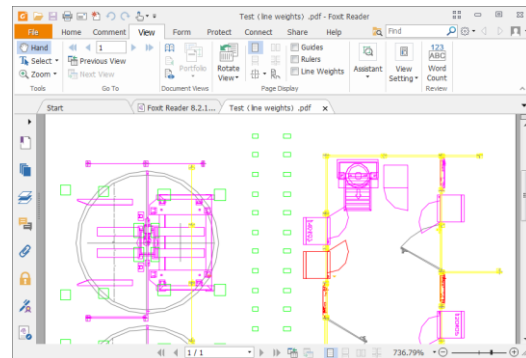 Test (line weights) .pdf - Foxit Reader
File Home Comment View Form Protect Connect Share Help Find
Hand
Select
Zoom
Tools
1
Previous View
Next View
Go To
Portfolio
Document Views
Rotate
View
Guides
Rulers
Line Weights
Page Display
Assistant
View
Setting
123
ABC
Word
Count
Review
Start
Foxit Reader 8.2.1...
Test (line weights) .pdf x
1 / 1
736.79%